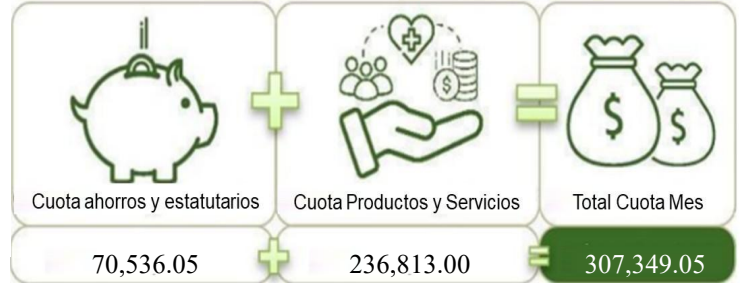 Cuota ahorros y estatutarios
Cuota Productos y Servicios
Total Cuota Mes
70,536.05
236,813.00
307,349.05